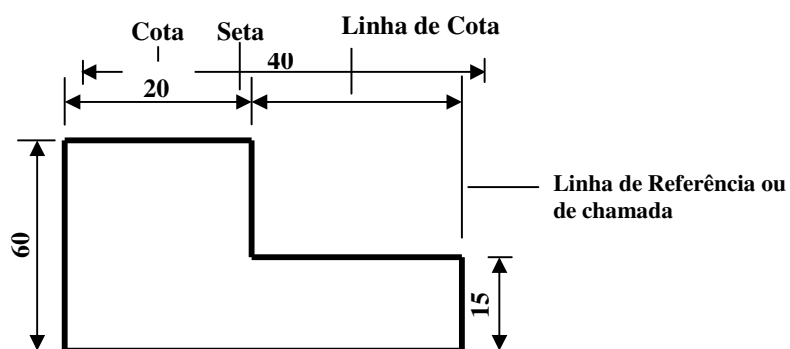 Cota Seta Linha de Cota
40
20
Linha de Referência ou
de chamada
60
15